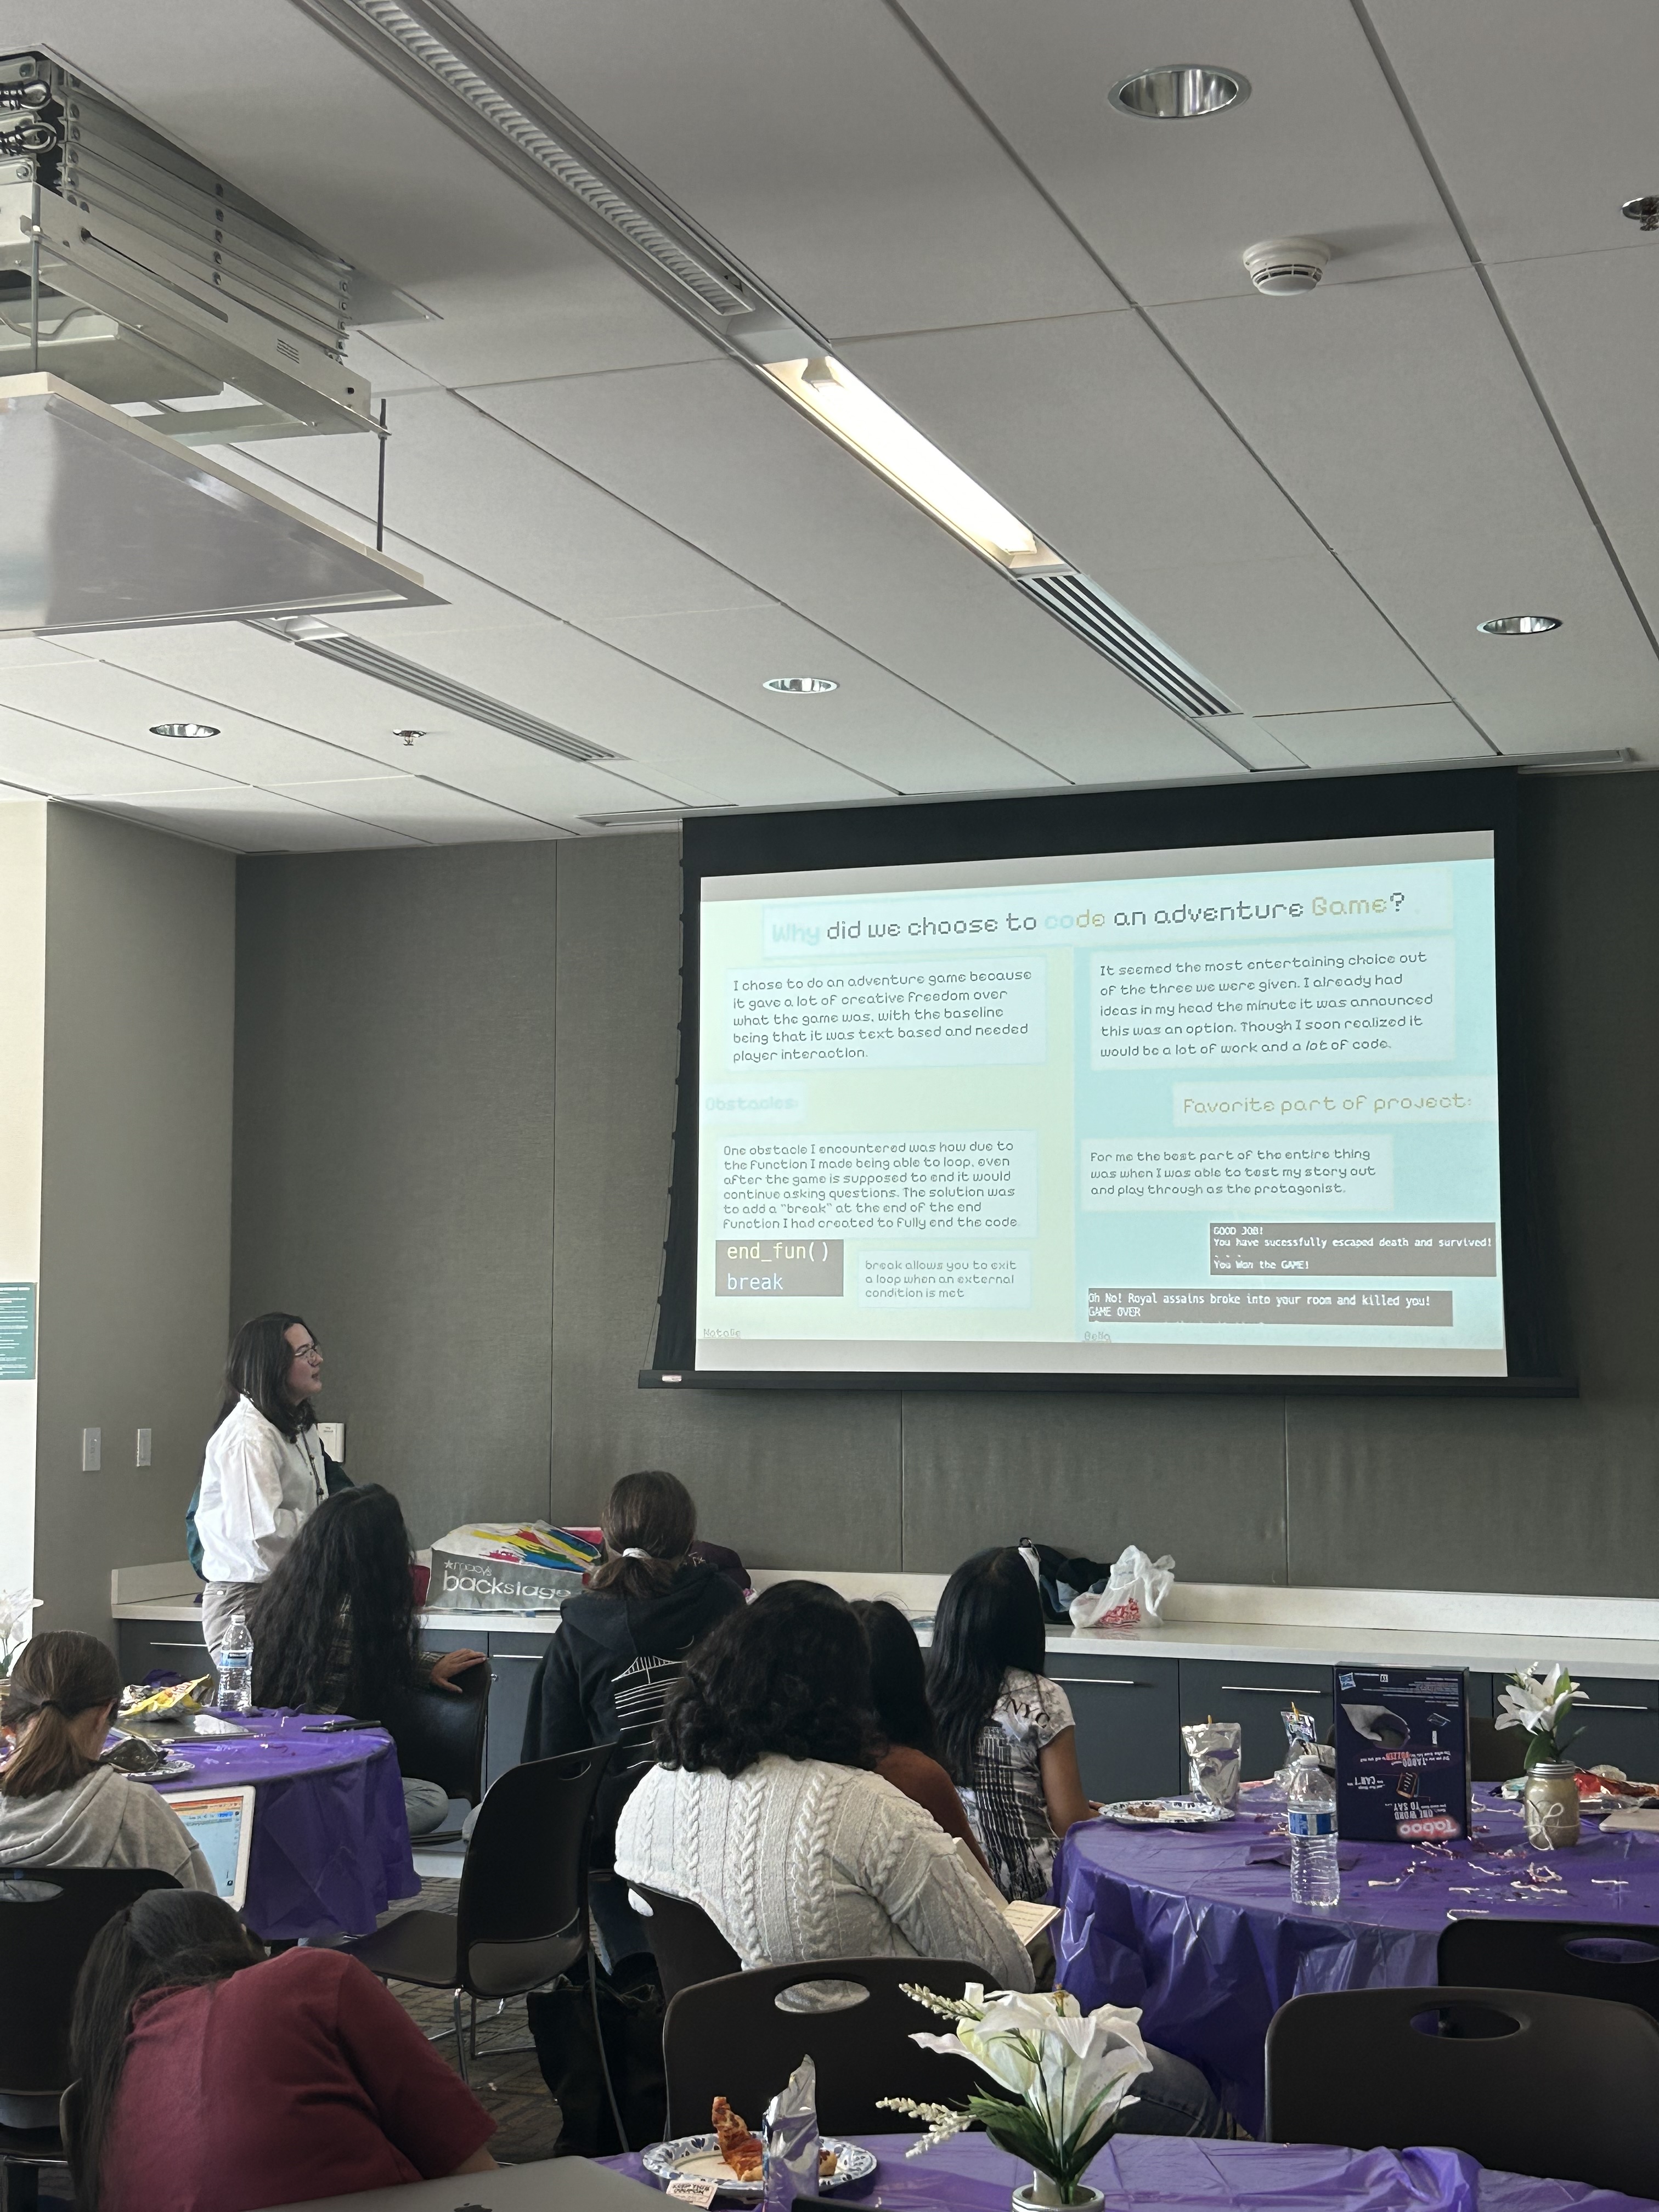 Why did we choose to code an adventure Game?
I chose to do an adventure game because
it gave a lot of creative freedom over
what the game was, with the baseline
being that it was text based and needed
player interaction.
It seemed the most entertaining choice out
of the three we were given. I already had
ideas in my head the minute it was announced
this was an option. Though I soon realized it
would be a lot of work and a lot of code.
Obstacles:
One obstacle I encountered was how due to
the function I made being able to loop, even
after the game is supposed to end it would
continue asking questions. The solution was
to add a "break" at the end of the end
function I had created to fully end the code
end_fun()
break
break allows you to exit
a loop when an external
condition is met
Natalie
Favorite part of project:
For me the best part of the entire thing
was when I was able to test my story out
and play through as the protagonist.
GOOD JOB!
You have sucessfully escaped death and survived!
...
You Won the GAME!
Oh No! Royal assains broke into your room and killed you!
GAME OVER
Bella
macy's
backstage
NYC
Taboo
ONE WORD
TO SAY
CAN'T
TABOO
BUZZER